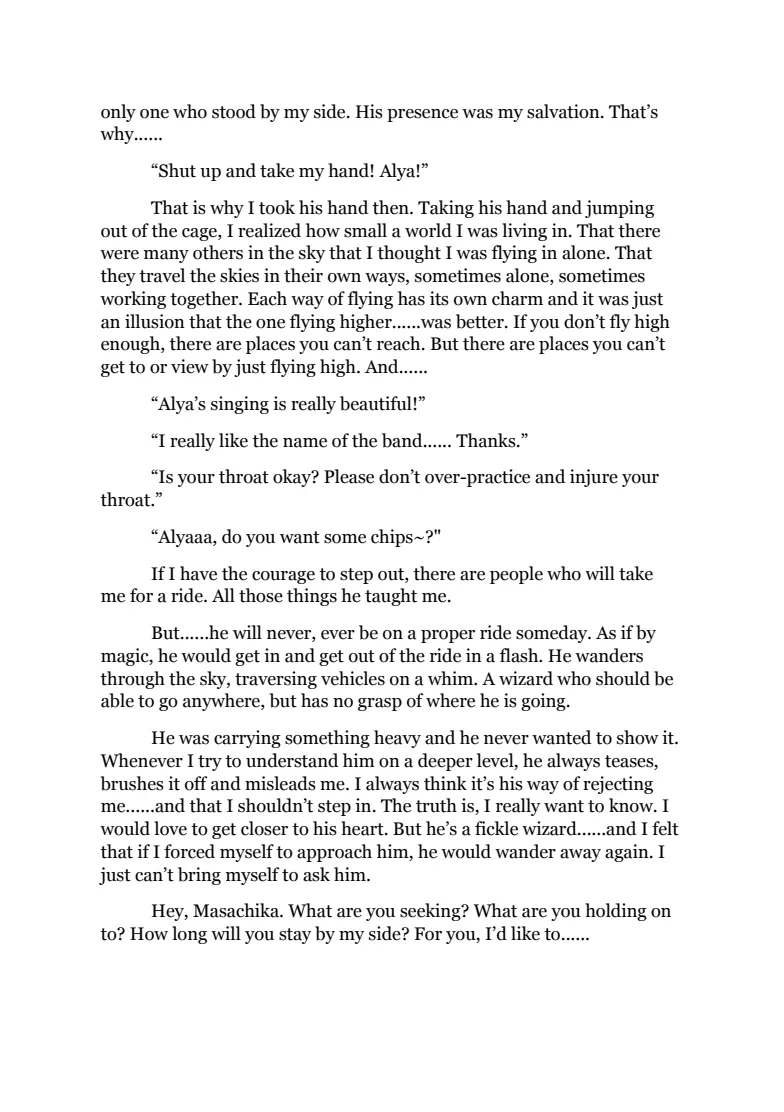 only one who stood by my side. His presence was my salvation. That’s
why......
“Shut up and take my hand! Alya!”
That is why I took his hand then. Taking his hand and jumping
out of the cage, I realized how small a world I was living in. That there
were many others in the sky that I thought I was flying in alone. That
they travel the skies in their own ways, sometimes alone, sometimes
working together. Each way of flying has its own charm and it was just
an illusion that the one flying higher......was better. If you don’t fly high
enough, there are places you can’t reach. But there are places you can’t
get to or view by just flying high. And......
“Alya’s singing is really beautiful!”
“I really like the name of the band...... Thanks.”
“Is your throat okay? Please don’t over-practice and injure your
throat.”
“Alyaaa, do you want some chips~?"
If I have the courage to step out, there are people who will take
me for a ride. All those things he taught me.
But......he will never, ever be on a proper ride someday. As if by
magic, he would get in and get out of the ride in a flash. He wanders
through the sky, traversing vehicles on a whim. A wizard who should be
able to go anywhere, but has no grasp of where he is going.
He was carrying something heavy and he never wanted to show it.
Whenever I try to understand him on a deeper level, he always teases,
brushes it off and misleads me. I always think it’s his way of rejecting
me......and that I shouldn’t step in. The truth is, I really want to know. I
would love to get closer to his heart. But he’s a fickle wizard......and I felt
that if I forced myself to approach him, he would wander away again. I
just can’t bring myself to ask him.
Hey, Masachika. What are you seeking? What are you holding on
to? How long will you stay by my side? For you, I’d like to......